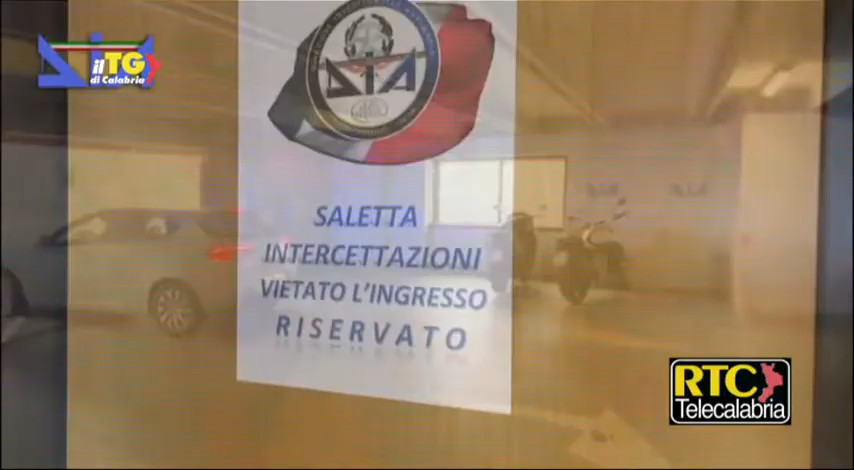 il TG
di Calabria
DIA
SALETTA
INTERCETTAZIONI
VIETATO L'INGRESSO
RISERVATO
RTC
Telecalabria